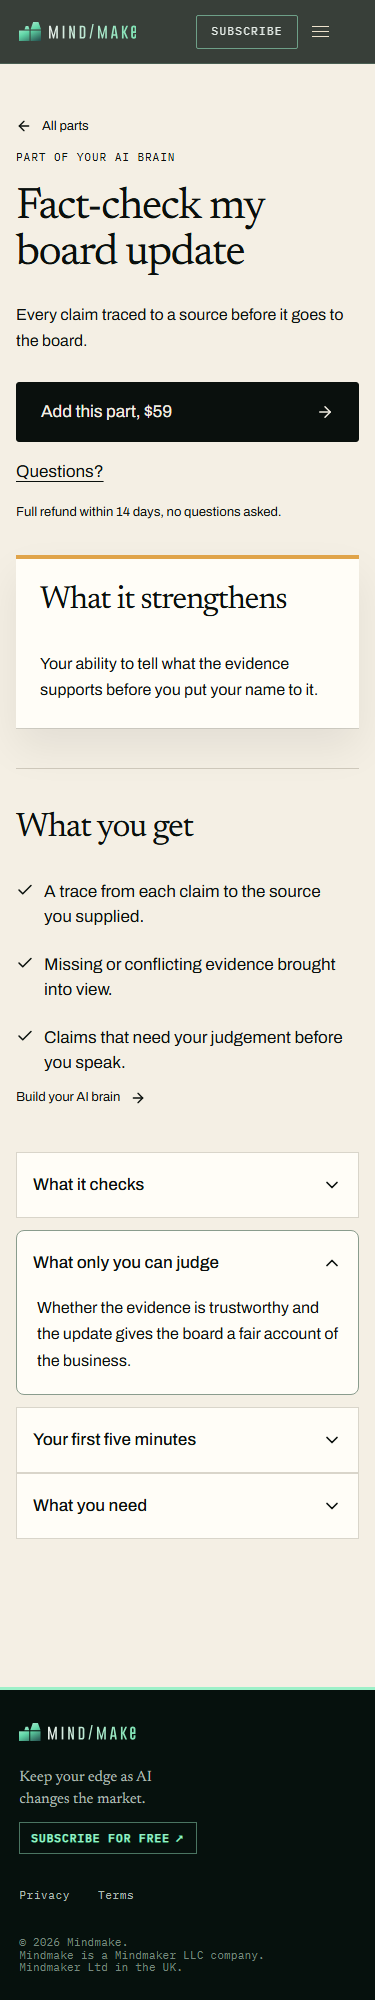 MIND/MAKE
SUBSCRIBE
All parts
PART OF YOUR AI BRAIN
Fact-check my
board update
Every claim traced to a source before it goes to
the board.
Add this part, $59
Questions?
Full refund within 14 days, no questions asked.
What it strengthens
Your ability to tell what the evidence
supports before you put your name to it.
What you get
A trace from each claim to the source
you supplied.
Missing or conflicting evidence brought
into view.
Claims that need your judgement before
you speak.
Build your AI brain
What it checks
What only you can judge
Whether the evidence is trustworthy and
the update gives the board a fair account of
the business.
Your first five minutes
What you need
MIND/MAKE
Keep your edge as AI
changes the market.
SUBSCRIBE FOR FREE ↗
Privacy Terms
© 2026 Mindmake.
Mindmake is a Mindmaker LLC company.
Mindmaker Ltd in the UK.